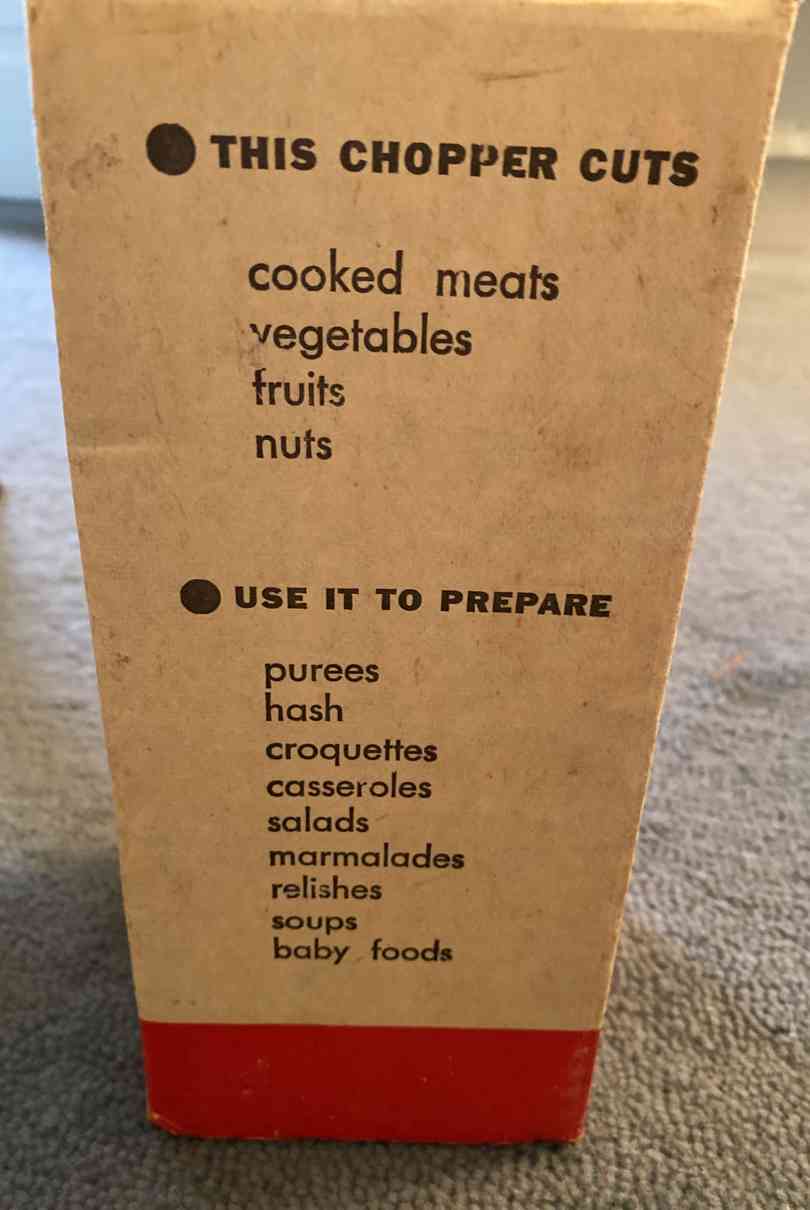 ● THIS CHOPPER CUTS
cooked meats
vegetables
fruits
nuts
● USE IT TO PREPARE
purees
hash
croquettes
casseroles
salads
marmalades
relishes
soups
baby foods